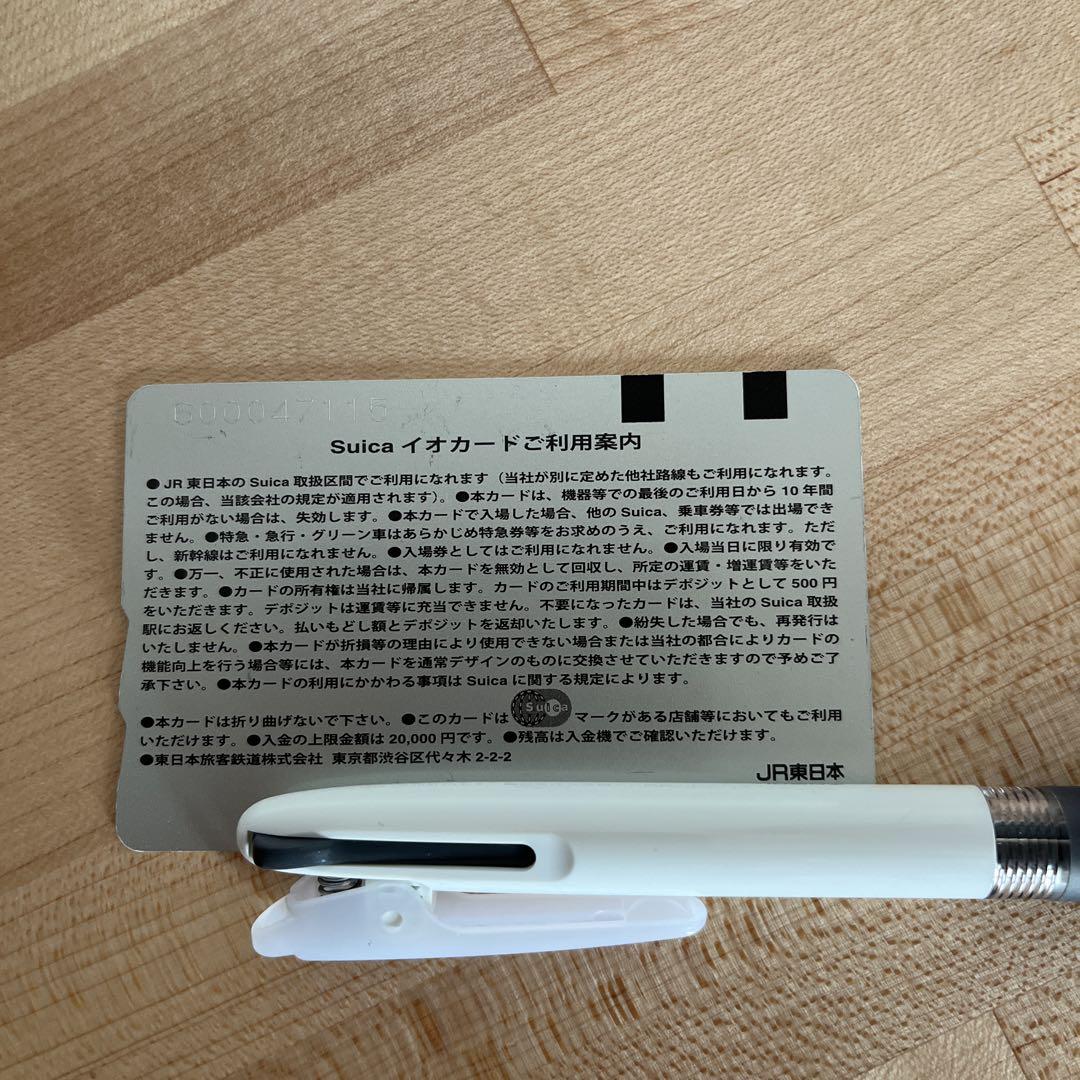 600047115
Suica イオカードご利用案内
●JR東日本のSuica取扱区間でご利用になれます（当社が別に定めた他社路線もご利用になれます。
この場合、当該会社の規定が適用されます）。●本カードは、機器等での最後のご利用日から10年間
ご利用がない場合は、失効します。●本カードで入場した場合、他のSuica、乗車券等では出場でき
ません。●特急・急行・グリーン車はあらかじめ特急券等をお求めのうえ、ご利用になれます。ただ
し、新幹線はご利用になれません。●入場券としてはご利用になれません。●入場当日に限り有効で
す。●万一、不正に使用された場合は、本カードを無効として回収し、所定の運賃・増運賃等をいた
だきます。●カードの所有権は当社に帰属します。カードのご利用期間中はデポジットとして500円
をいただきます。デポジットは運賃等に充当できません。不要になったカードは、当社のSuica取扱
駅にお返しください。払いもどし額とデポジットを返却いたします。●紛失した場合でも、再発行は
いたしません。●本カードが折損等の理由により使用できない場合または当社の都合によりカードの
機能向上を行う場合等には、本カードを通常デザインのものに交換させていただきますので予めご了
承下さい。●本カードの利用にかかわる事項はSuicaに関する規定によります。
●本カードは折り曲げないで下さい。●このカードは Suica マークがある店舗等においてもご利用
いただけます。●入金の上限金額は20,000円です。●残高は入金機でご確認いただけます。
●東日本旅客鉄道株式会社 東京都渋谷区代々木2-2-2
JR東日本